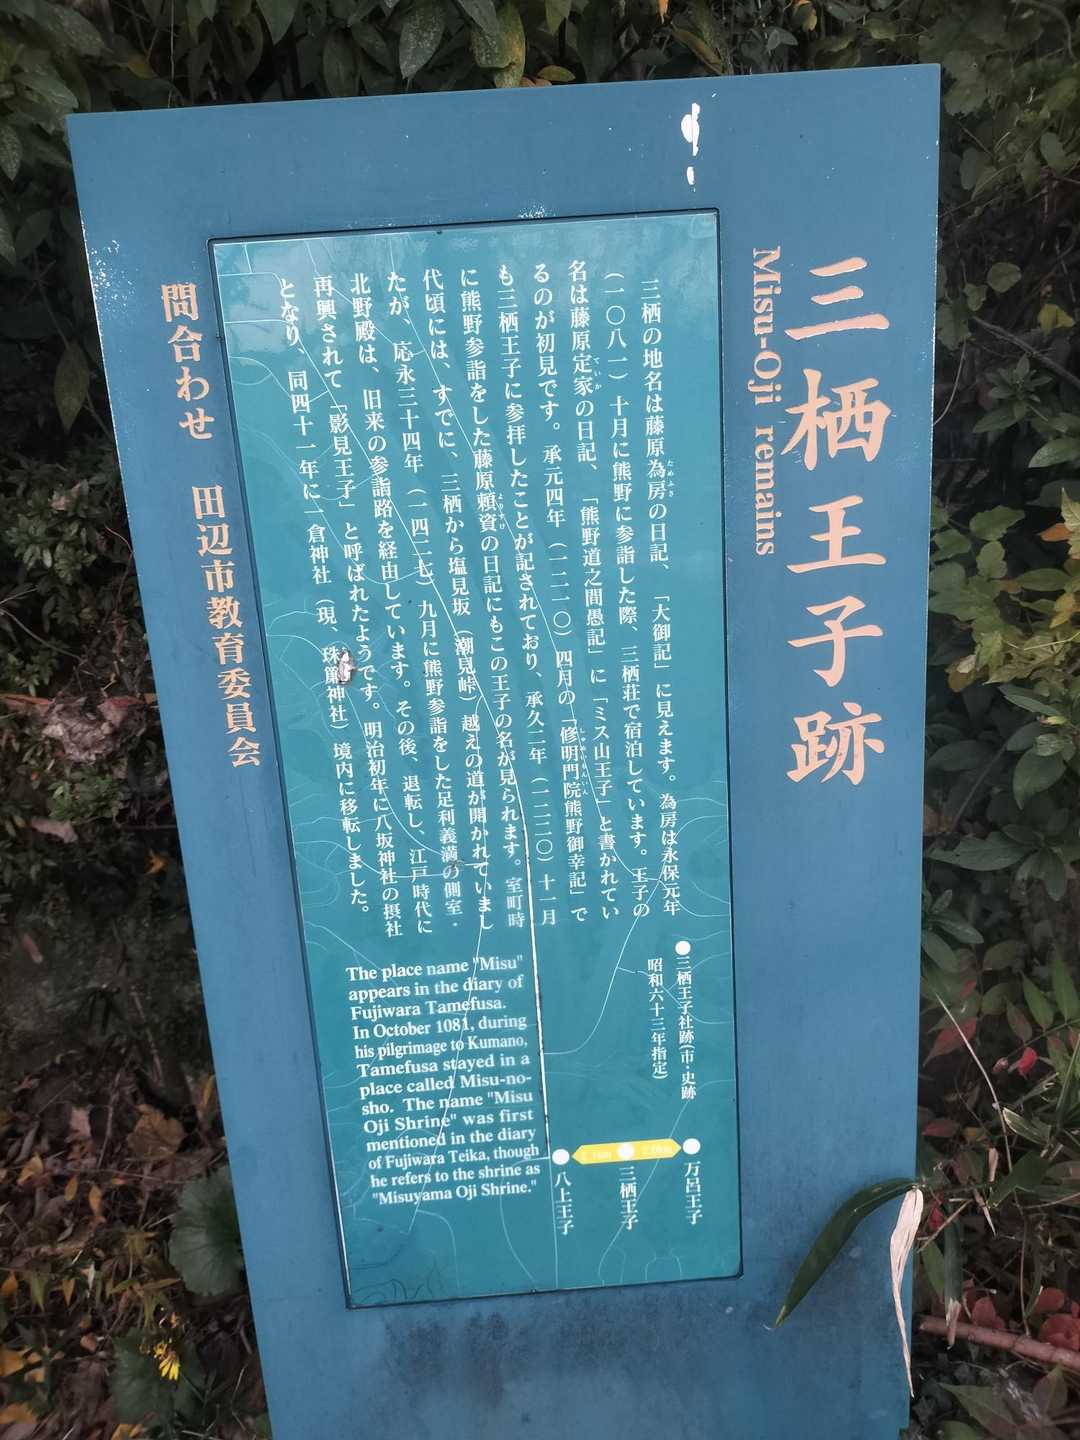 三栖王子跡
Misu-Oji remains
三栖の地名は藤原為房の日記、「大御記」に見えます。為房は永保元年
ためふさ
(一〇八一)十月に熊野に参詣した際、三栖荘で宿泊しています。王子の
名は藤原定家の日記、「熊野道之間愚記」に「ミス山王子」と書かれてい
ていか
るのが初見です。承元四年(一二一〇)四月の「修明門院熊野御幸記」で
しゅめいもんいん
も三栖王子に参拝したことが記されており、承久二年(一二二〇)十一月
に熊野参詣をした藤原頼資の日記にもこの王子の名が見られます。室町時
よりすけ
代頃には、すでに、三栖から塩見坂(潮見峠)越えの道が開かれていまし
たが、応永三十四年(一四二七)九月に熊野参詣をした足利義満の側室・
北野殿は、旧来の参詣路を経由しています。その後、退転し、江戸時代に
再興されて「影見王子」と呼ばれたようです。明治初年に八坂神社の摂社
となり、同四十一年に一倉神社(現、珠簾神社)境内に移転しました。
●三栖王子社跡(市・史跡
昭和六十三年指定)
The place name "Misu"
appears in the diary of
Fujiwara Tamefusa.
In October 1081, during
his pilgrimage to Kumano,
Tamefusa stayed in a
place called Misu-no-
sho. The name "Misu
Oji Shrine" was first
mentioned in the diary
of Fujiwara Teika, though
he refers to the shrine as
"Misuyama Oji Shrine."
万呂王子
三栖王子
八上王子
問合わせ 田辺市教育委員会